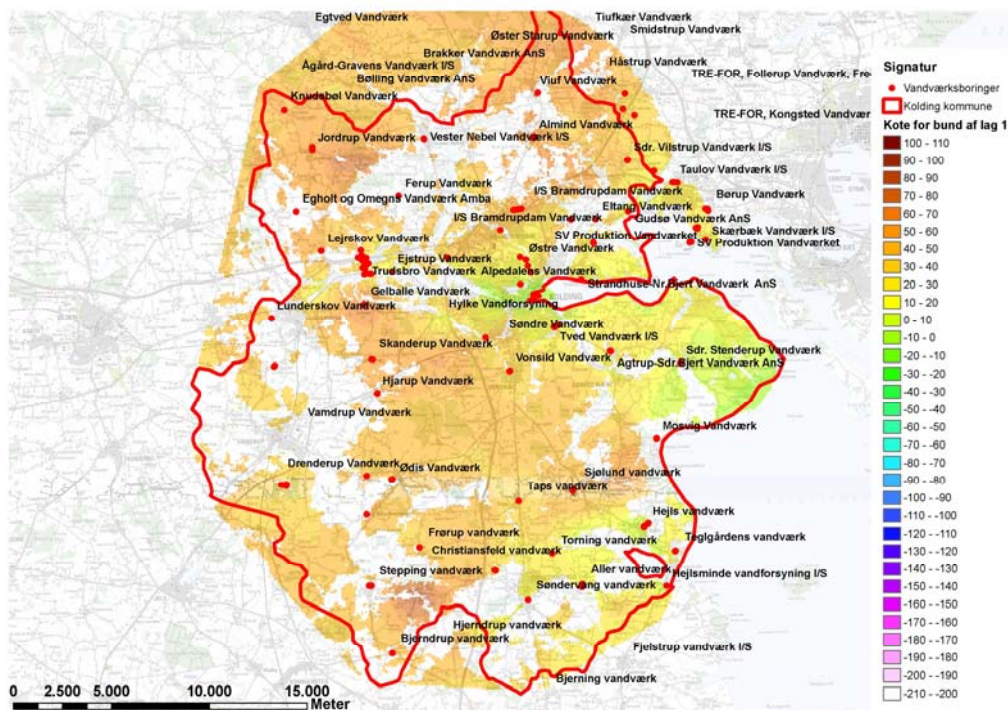 Egtved Vandværk
Tiufkær Vandværk
Smidstrup Vandværk
Øster Starup Vandværk
Brakker Vandværk AnS
Ågård-Gravens Vandværk I/S
Håstrup Vandværk
Bølling Vandværk AnS
Viuf Vandværk
TRE-FOR, Follerup Vandværk, Fre
Knudsbøl Vandværk
TRE-FOR, Kongsted Vandvær
Almind Vandværk
Jordrup Vandværk
Vester Nebel Vandværk I/S
Sdr. Vilstrup Vandværk I/S
Taulov Vandværk I/S
Ferup Vandværk
I/S Bramdrupdam Vandværk
Børup Vandværk
Egholt og Omegns Vandværk Amba
Eltang Vandværk
I/S Bramdrupdam Vandværk
Gudsø Vandværk AnS
Skærbæk Vandværk I/S
SV Produktion Vandværket
SV Produktion Vandværket
Lejrskov Vandværk
Østre Vandværk
Ejstrup Vandværk
Trudsbro Vandværk
Alpedalens Vandværk
Strandhuse-Nr.Bjert Vandværk AnS
Gelballe Vandværk
KOLDING
Lunderskov Vandværk
Hylke Vandforsyning
Søndre Vandværk
Tved Vandværk I/S
Skanderup Vandværk
Sdr. Stenderup Vandværk
Vonsild Vandværk
Agtrup-Sdr.Bjert Vandværk AnS
Hjarup Vandværk
Vamdrup Vandværk
Mosvig Vandværk
Drenderup Vandværk
Ødis Vandværk
Sjølund vandværk
Taps vandværk
Hejls vandværk
Frørup vandværk
Torning vandværk
Teglgårdens vandværk
Christiansfeld vandværk
Stepping vandværk
Aller vandværk
Hejlsminde vandforsyning I/S
Søndervang vandværk
Hjerndrup vandværk
Bjerndrup vandværk
Fjelstrup vandværk I/S
Bjerning vandværk
0 2.500 5.000 10.000 15.000
Meter
Signatur
Vandværksboringer
Kolding kommune
Kote for bund af lag 1
100 - 110
90 - 100
80 - 90
70 - 80
60 - 70
50 - 60
40 - 50
30 - 40
20 - 30
10 - 20
0 - 10
-10 - 0
-20 - -10
-30 - -20
-40 - -30
-50 - -40
-60 - -50
-70 - -60
-80 - -70
-90 - -80
-100 - -90
-110 - -100
-120 - -110
-130 - -120
-140 - -130
-150 - -140
-160 - -150
-170 - -160
-180 - -170
-190 - -180
-200 - -190
-210 - -200